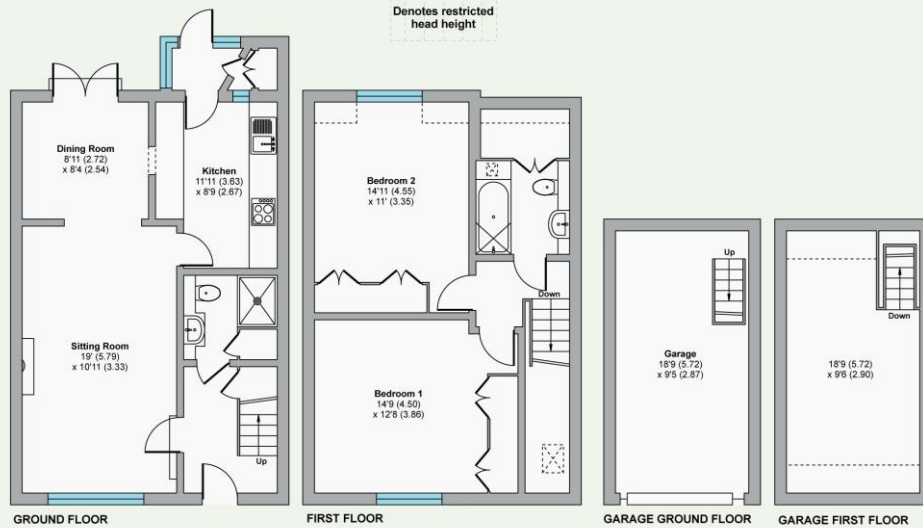 Denotes restricted
head height
Dining Room
8'11 (2.72)
x 8'4 (2.54)
Kitchen
11'11 (3.63)
x 8'9 (2.67)
Sitting Room
19' (5.79)
x 10'11 (3.33)
Up
GROUND FLOOR
Bedroom 2
14'11 (4.55)
x 11' (3.35)
Down
Bedroom 1
14'9 (4.50)
x 12'8 (3.86)
FIRST FLOOR
Up
Garage
18'9 (5.72)
x 9'5 (2.87)
GARAGE GROUND FLOOR
Down
18'9 (5.72)
x 9'6 (2.90)
GARAGE FIRST FLOOR